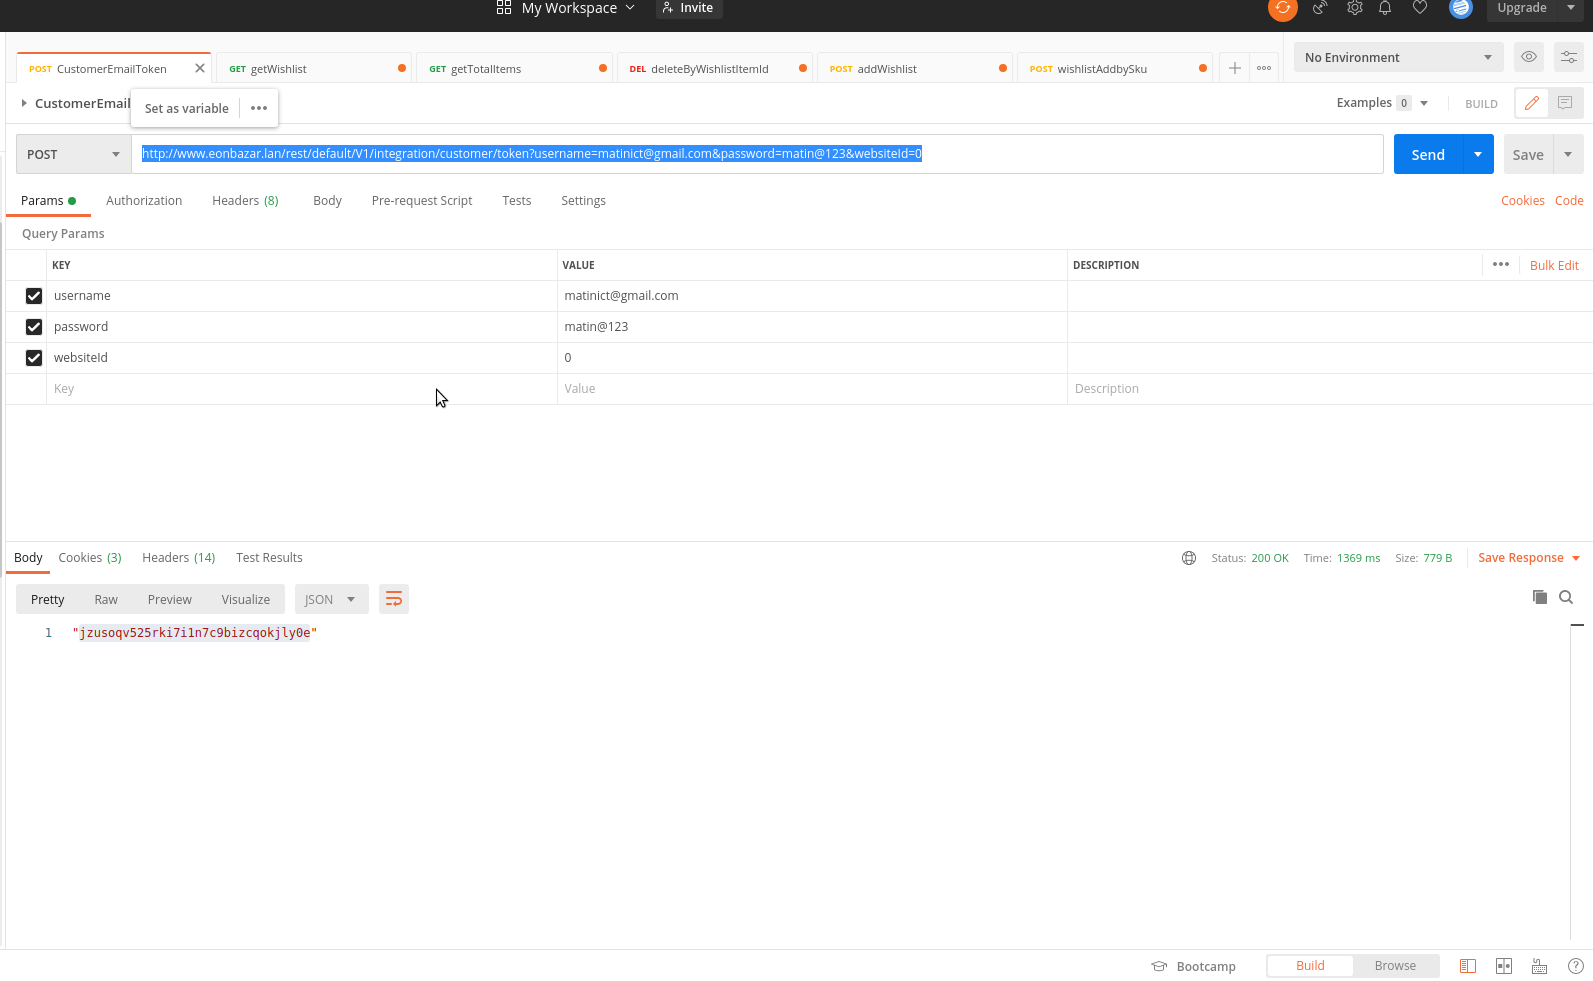 My Workspace Invite Upgrade
POST CustomerEmailToken GET getWishlist GET getTotalItems DEL deleteByWishlistItemId POST addWishlist POST wishlistAddbySku No Environment
CustomerEmail Set as variable Examples 0 BUILD
POST http://www.eonbazar.lan/rest/default/V1/integration/customer/token?username=matinict@gmail.com&password=matin@123&websiteId=0 Send Save
Params Authorization Headers (8) Body Pre-request Script Tests Settings Cookies Code
Query Params
KEY VALUE DESCRIPTION Bulk Edit
username matinict@gmail.com
password matin@123
websiteId 0
Key Value Description
Body Cookies (3) Headers (14) Test Results Status: 200 OK Time: 1369 ms Size: 779 B Save Response
Pretty Raw Preview Visualize JSON
1 "jzusoqv525rki7i1n7c9bizcqokjly0e"
Bootcamp Build Browse